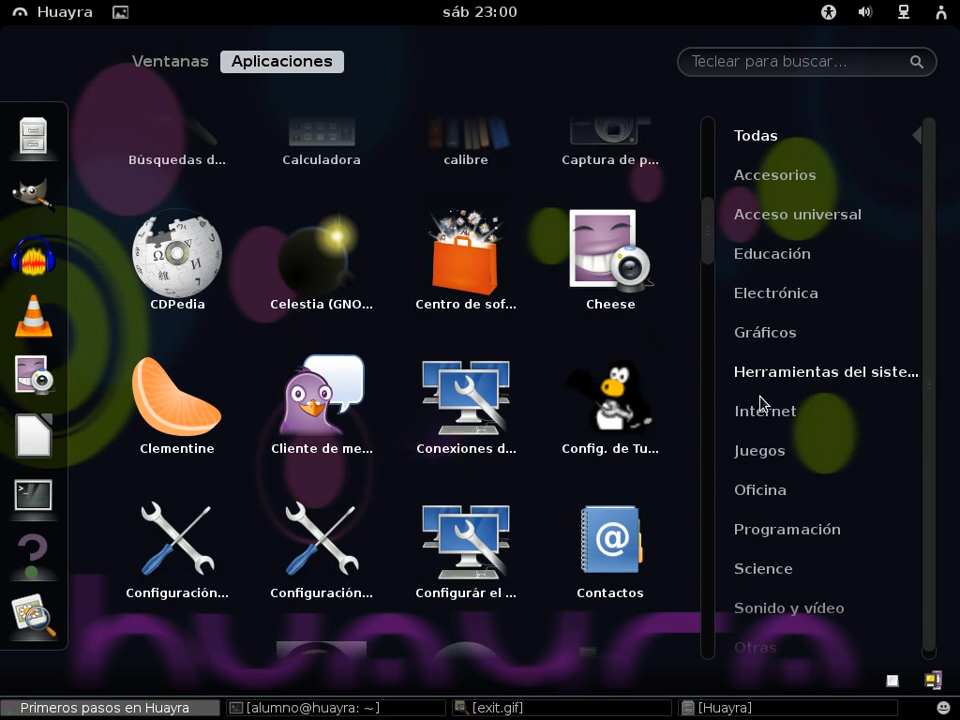 Huayra
sáb 23:00
Ventanas
Aplicaciones
Teclear para buscar...
Búsquedas d...
Calculadora
calibre
Captura de p...
CDPedia
Celestia (GNO...
Centro de sof...
Cheese
Clementine
Cliente de me...
Conexiones d...
Config. de Tu...
Configuración...
Configuración...
Configurar el ...
Contactos
Todas
Accesorios
Acceso universal
Educación
Electrónica
Gráficos
Herramientas del siste...
Internet
Juegos
Oficina
Programación
Science
Sonido y vídeo
Otras
huayra
Primeros pasos en Huayra
[alumno@huayra: ~]
[exit.gif]
[Huayra]